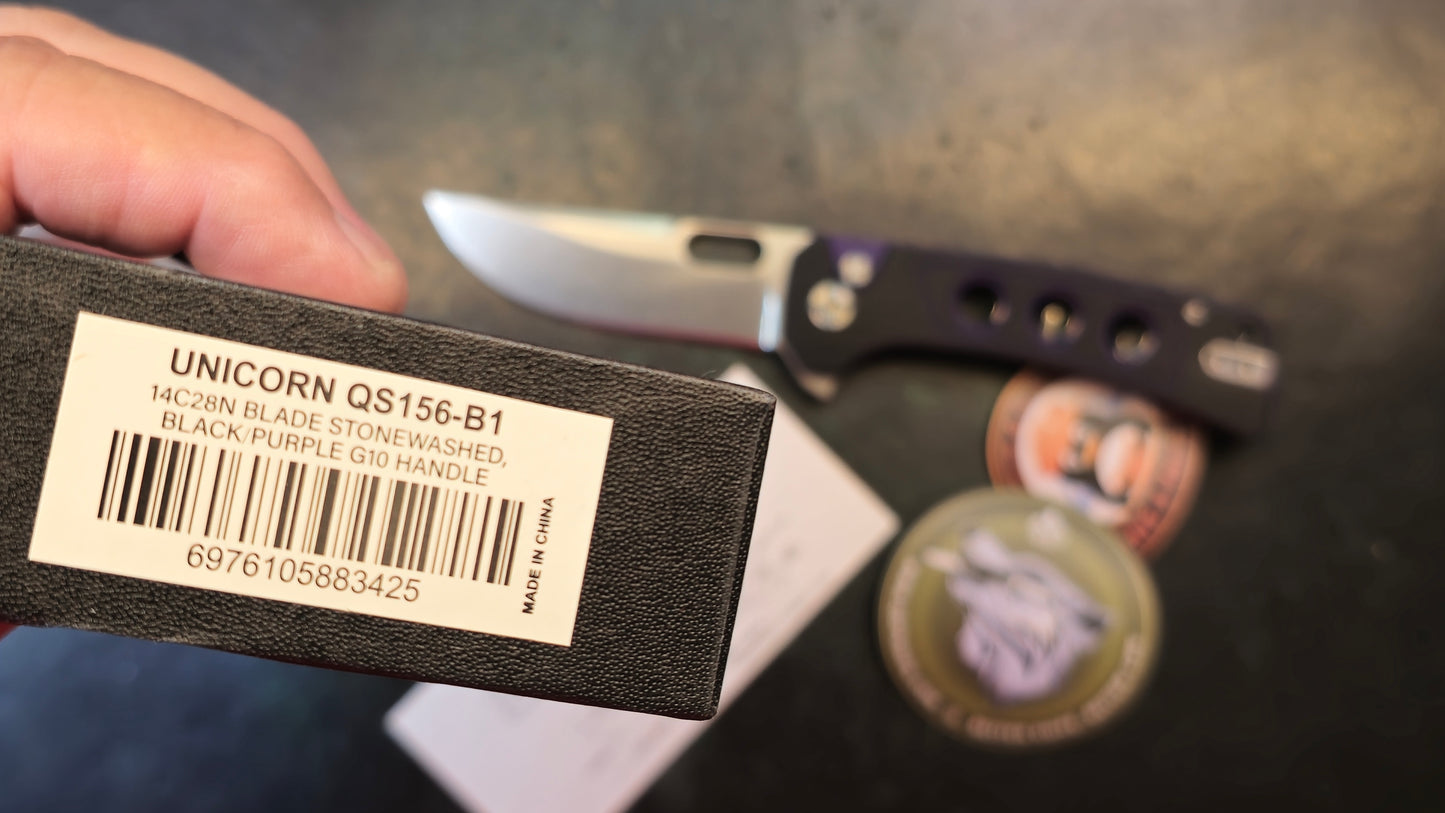 UNICORN QS156-B1
14C28N BLADE STONEWASHED,
BLACK/PURPLE G10 HANDLE
6976105883425
MADE IN CHINA